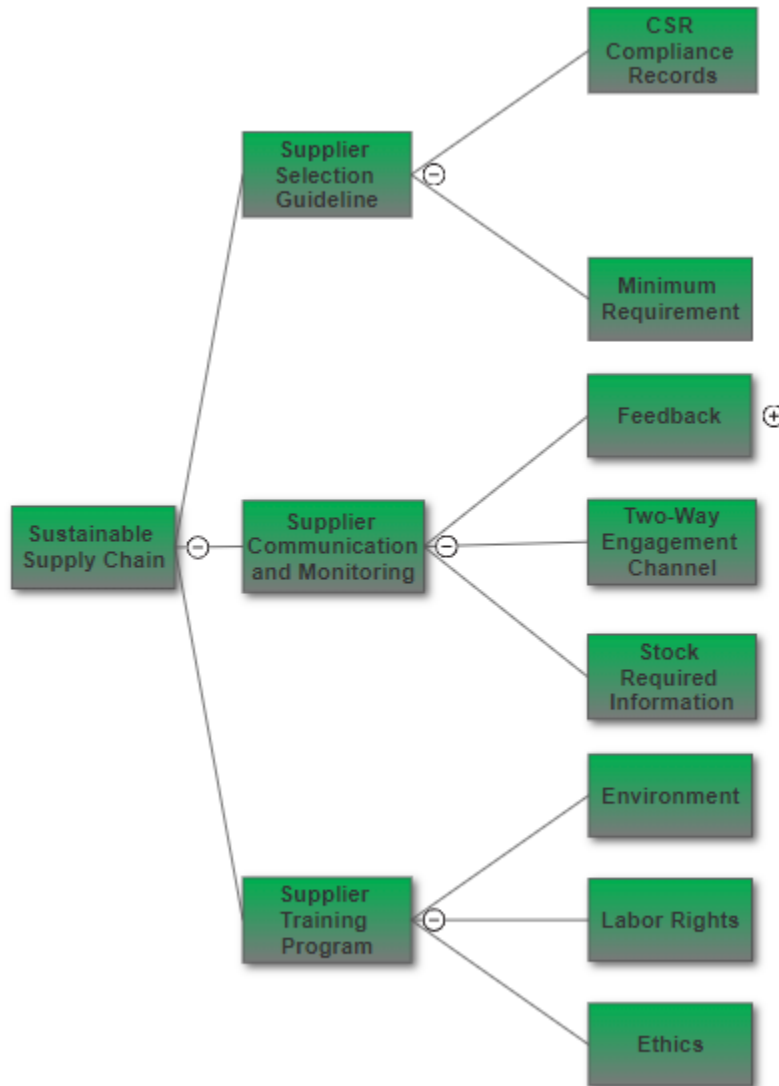 CSR
Compliance
Records
Supplier
Selection
Guideline
Minimum
Requirement
Feedback
Sustainable
Supply Chain
Supplier
Communication
and Monitoring
Two-Way
Engagement
Channel
Stock
Required
Information
Environment
Supplier
Training
Program
Labor Rights
Ethics